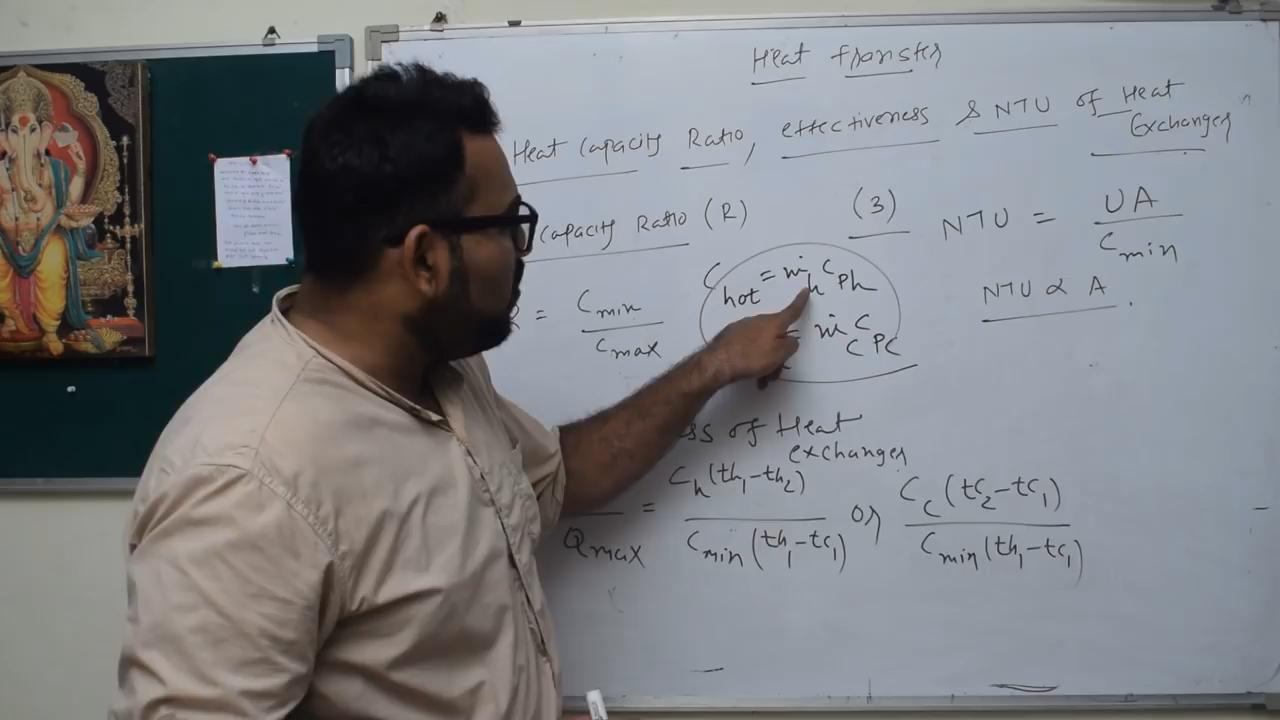 Heat transfer
Heat Capacity Ratio, effectiveness & NTU of Heat Exchanger
capacity Ratio (R)
= Cmin / Cmax
Chot = ṁh CPh
= ṁC CPC
(3) NTU = UA / Cmin
NTU ∝ A.
ss of Heat exchanger
Qmax = Ch(th1-th2) / Cmin(th1-tc1) or Cc(tc2-tc1) / Cmin(th1-tc1)